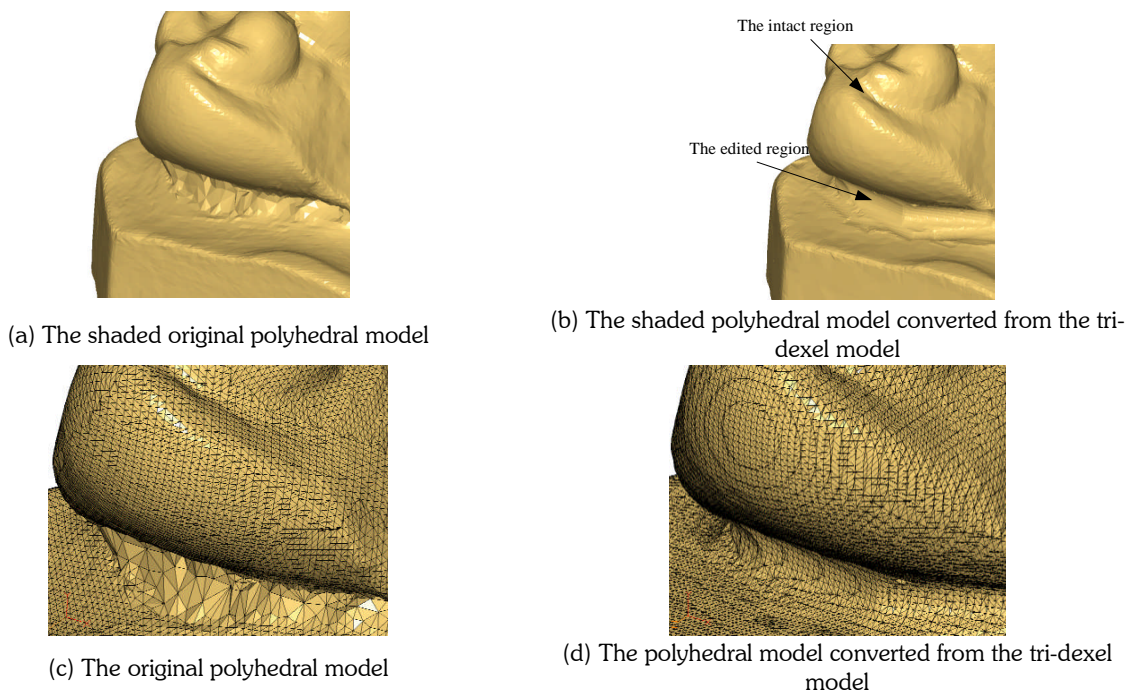 The intact region
The edited region
(a) The shaded original polyhedral model
(b) The shaded polyhedral model converted from the tri-
dexel model
(c) The original polyhedral model
(d) The polyhedral model converted from the tri-dexel
model